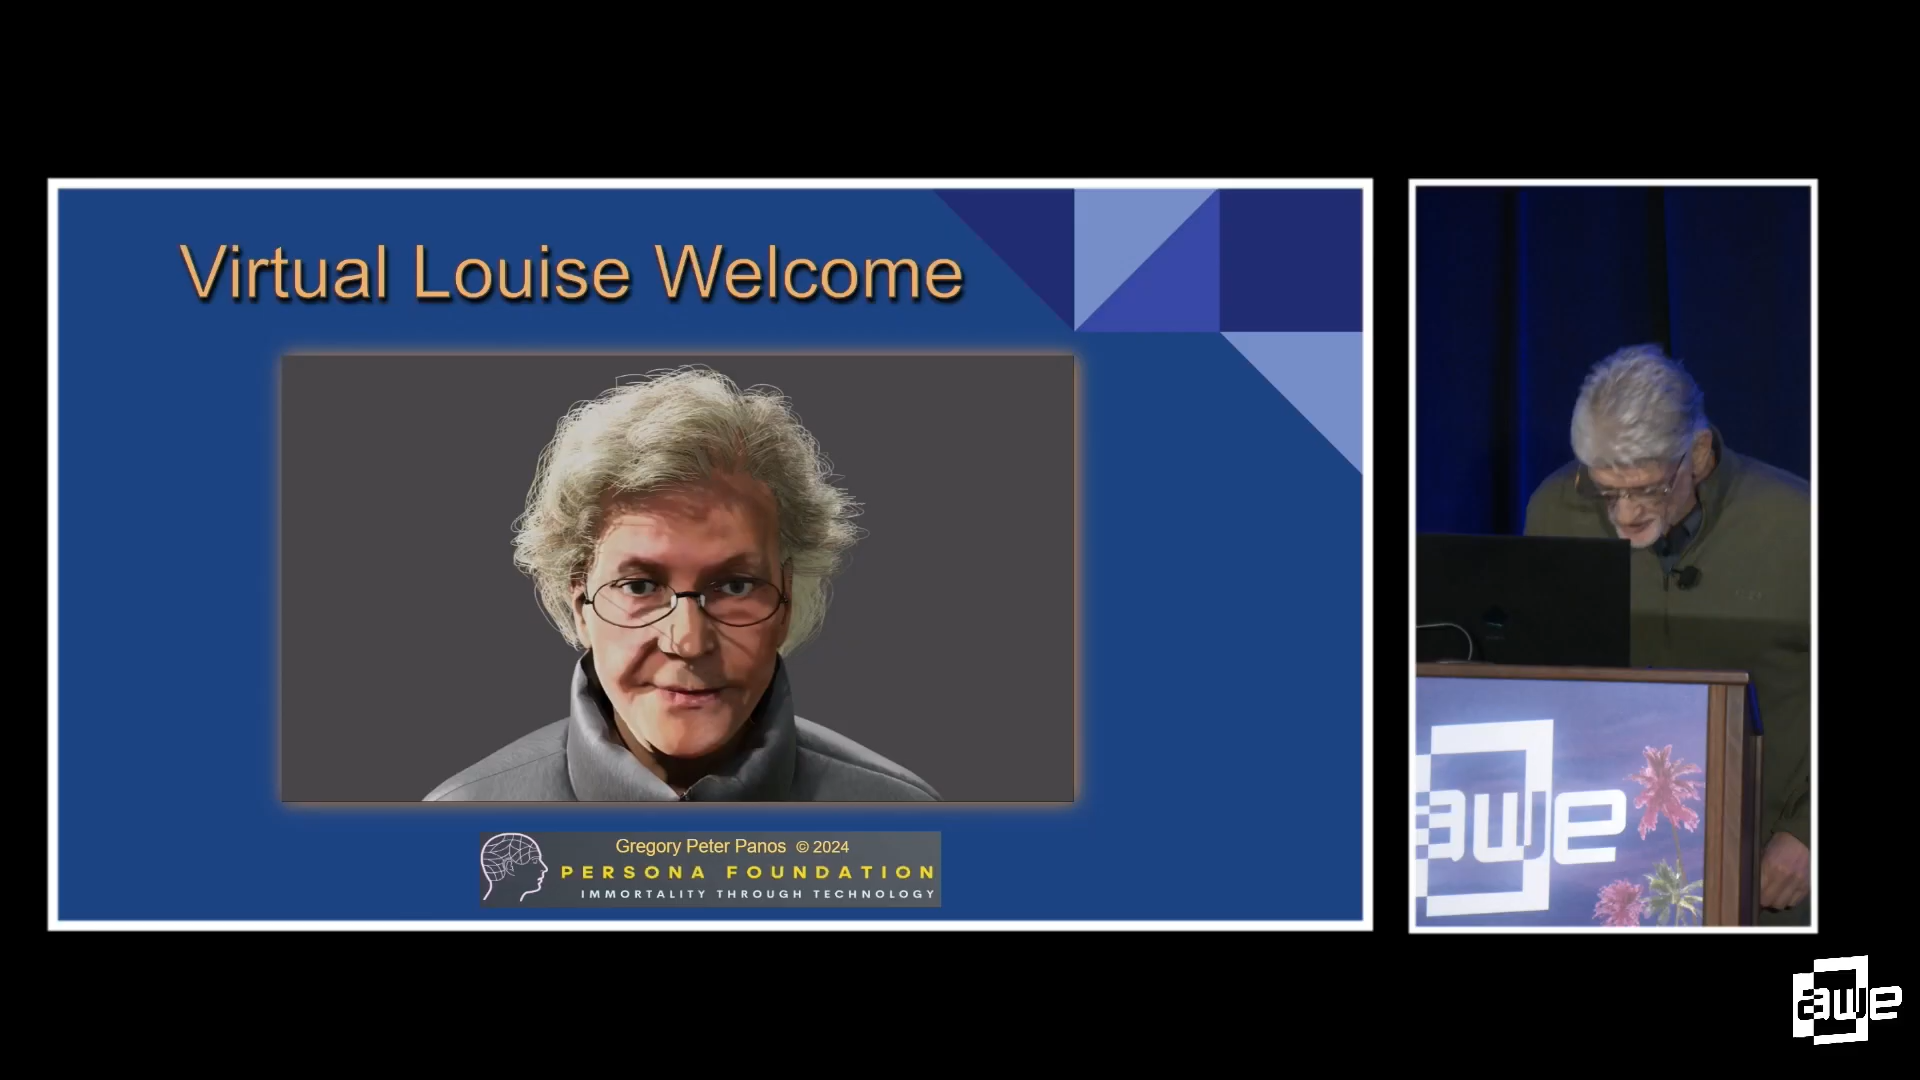 Virtual Louise Welcome
Gregory Peter Panos © 2024
PERSONA FOUNDATION
IMMORTALITY THROUGH TECHNOLOGY
awe
awe